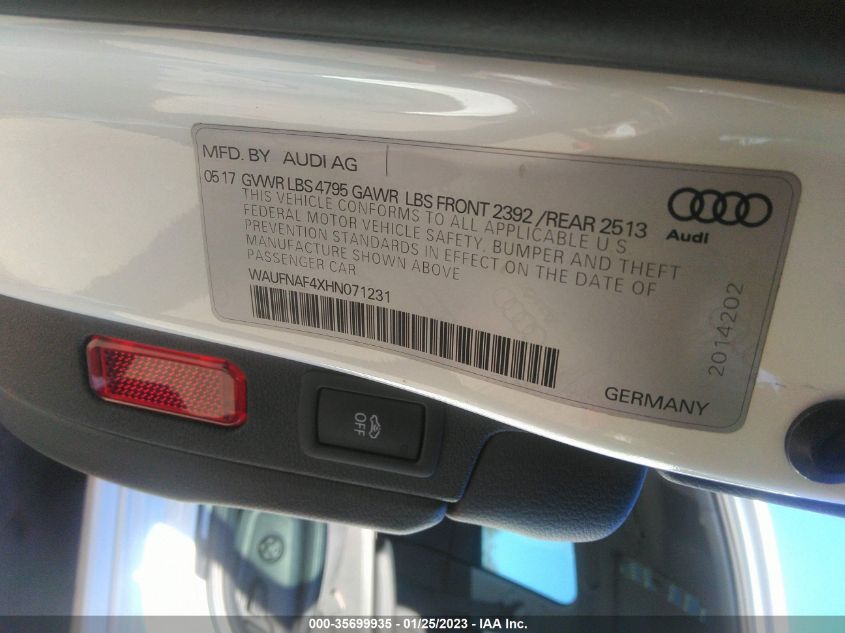 MFD. BY AUDI AG
05 17 GVWR LBS 4795 GAWR LBS FRONT 2392 / REAR 2513
THIS VEHICLE CONFORMS TO ALL APPLICABLE U S
FEDERAL MOTOR VEHICLE SAFETY, BUMPER AND THEFT
PREVENTION STANDARDS IN EFFECT ON THE DATE OF
MANUFACTURE SHOWN ABOVE
PASSENGER CAR
WAUFNAF4XHN071231
Audi
2014202
GERMANY
OFF
000-35699935 - 01/25/2023 - IAA Inc.